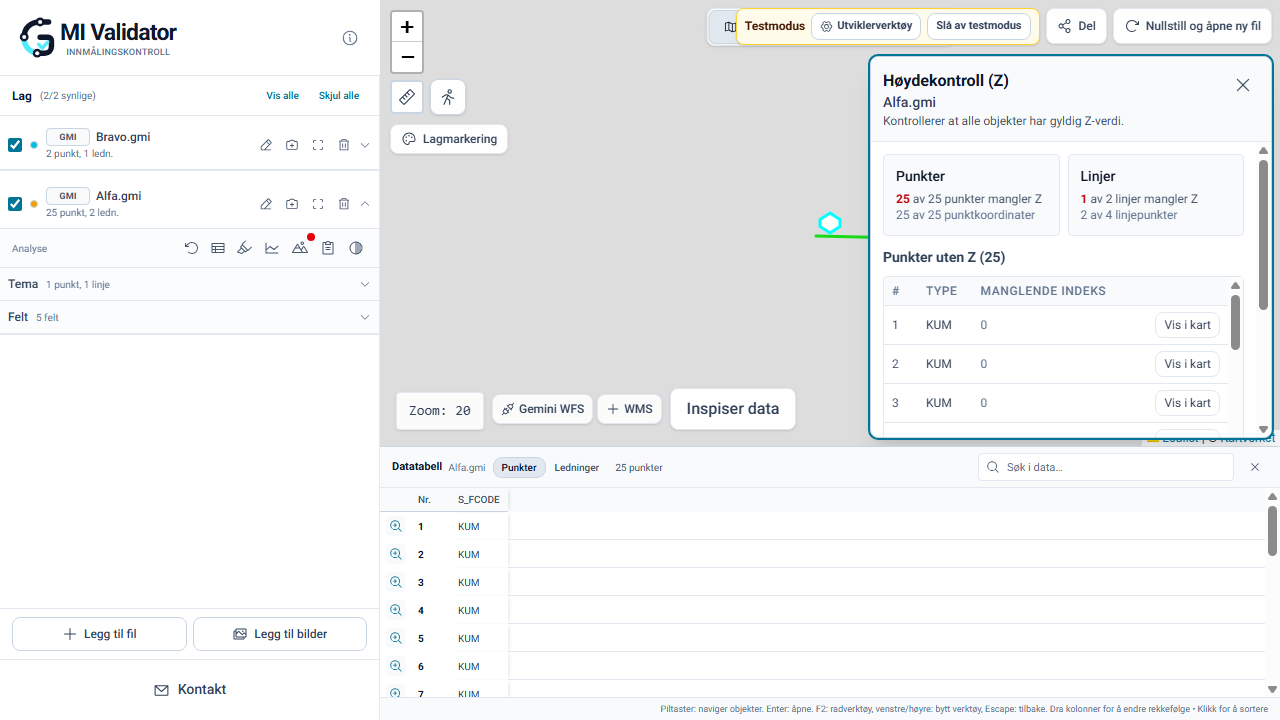 MI Validator
INNMÅLINGSKONTROLL
Lag (2/2 synlige) Vis alle Skjul alle
GMI Bravo.gmi
2 punkt, 1 ledn.
GMI Alfa.gmi
25 punkt, 2 ledn.
Analyse
Tema 1 punkt, 1 linje
Felt 5 felt
Legg til fil Legg til bilder
Kontakt
+
−
Lagmarkering
Testmodus Utviklerverktøy Slå av testmodus
Del
Nullstill og åpne ny fil
Høydekontroll (Z)
Alfa.gmi
Kontrollerer at alle objekter har gyldig Z-verdi.
Punkter
25 av 25 punkter mangler Z
25 av 25 punktkoordinater
Linjer
1 av 2 linjer mangler Z
2 av 4 linjepunkter
Punkter uten Z (25)
# TYPE MANGLENDE INDEKS
1 KUM 0 Vis i kart
2 KUM 0 Vis i kart
3 KUM 0 Vis i kart
Zoom: 20
Gemini WFS
WMS
Inspiser data
Datatabell Alfa.gmi Punkter Ledninger 25 punkter Søk i data...
Nr. S_FCODE
1 KUM
2 KUM
3 KUM
4 KUM
5 KUM
6 KUM
7 KUM
Piltaster: naviger objekter. Enter: åpne. F2: radverktøy, venstre/høyre: bytt verktøy, Escape: tilbake. Dra kolonner for å endre rekkefølge • Klikk for å sortere